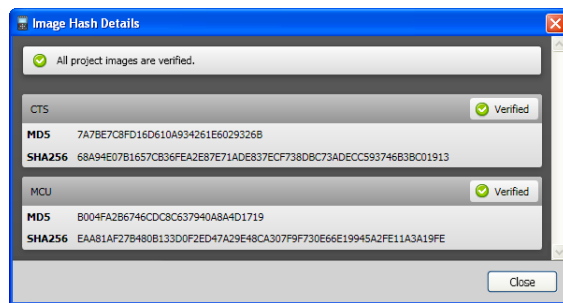 Image Hash Details
All project images are verified.
CTS
Verified
MD5 7A7BE7C8FD16D610A934261E6029326B
SHA256 68A94E07B1657CB36FEA2E87E71ADE837ECF738DBC73ADECC593746B3BC01913
MCU
Verified
MD5 B004FA2B6746CDC8C637940A8A4D1719
SHA256 EAA81AF27B480B133D0F2ED47A29E48CA307F9F730E66E19945A2FE11A3A19FE
Close